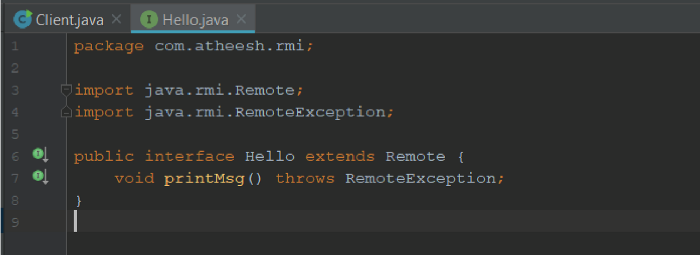 Client.java Hello.java
1 package com.atheesh.rmi;
2
3 import java.rmi.Remote;
4 import java.rmi.RemoteException;
5
6 public interface Hello extends Remote {
7     void printMsg() throws RemoteException;
8 }
9